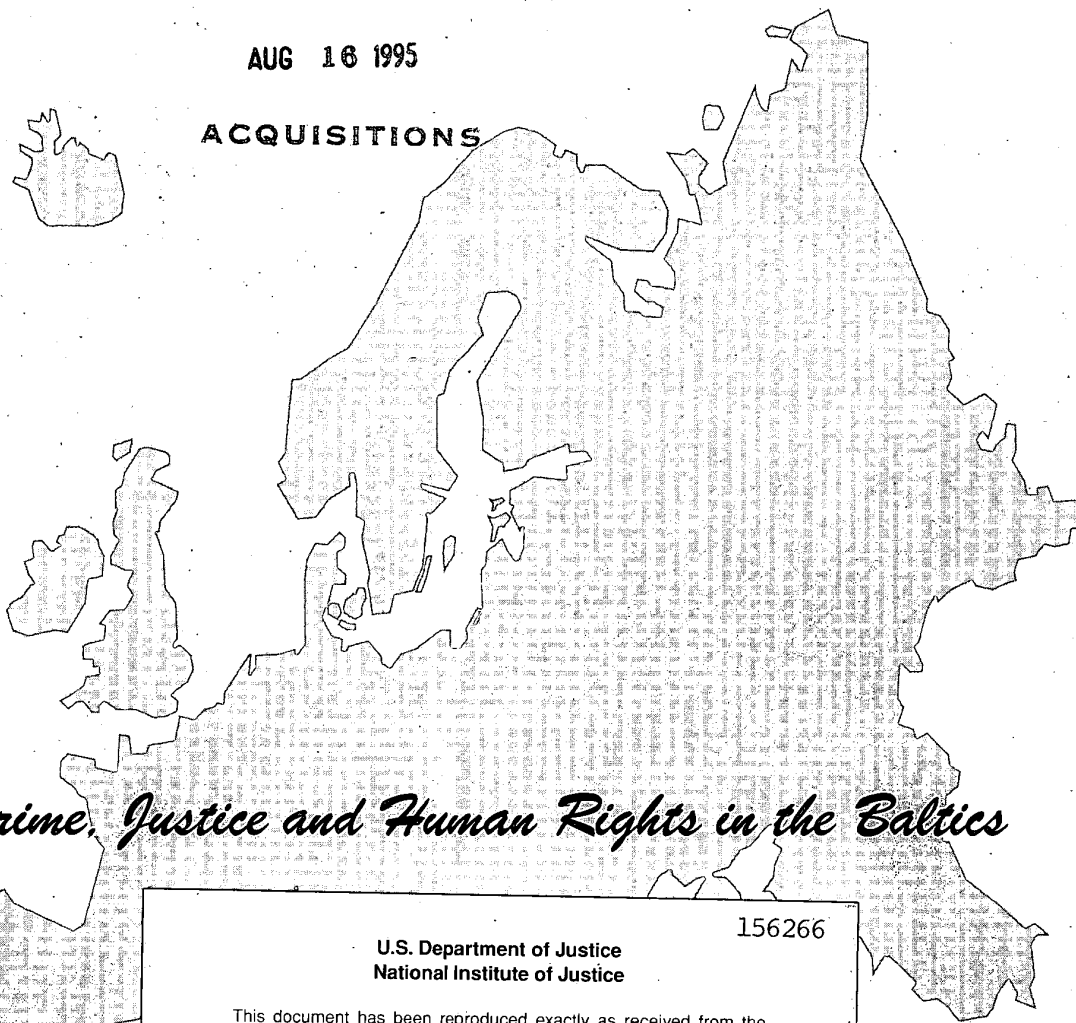 AUG 16 1995
ACQUISITIONS
rime, Justice and Human Rights in the Baltics
156266
U.S. Department of Justice
National Institute of Justice
This document has been reproduced exactly as received from the